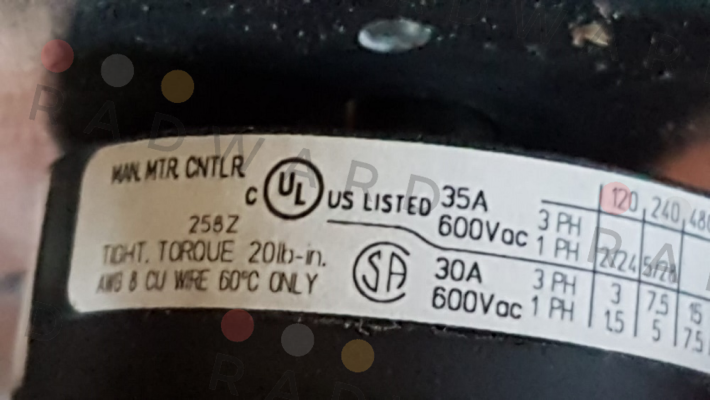 MAN. MTR. CNTLR
C UL US LISTED
258Z
TIGHT. TORQUE 20lb-in.
AWG 8 CU WIRE 60°C ONLY
35A
600Vac
3 PH
1 PH
SA
30A
600Vac
3 PH
1 PH
120 240 480
3 7.5 15
1.5 5 7.5
RADWARD
RADWARD